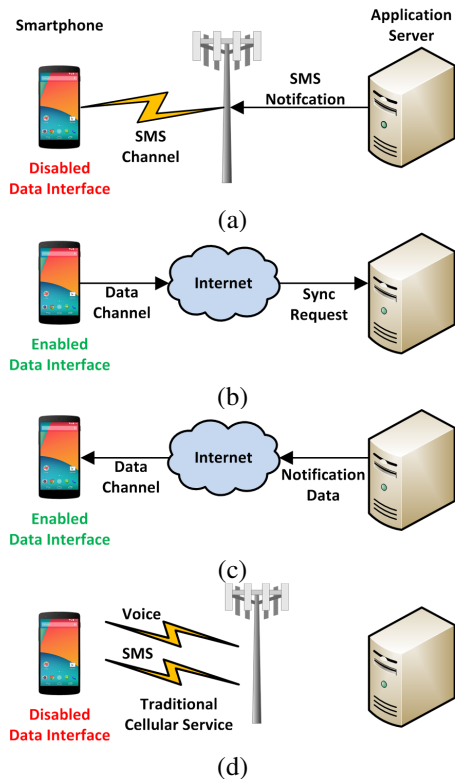 Smartphone
Application
Server
SMS
Notifcation
SMS
Channel
Disabled
Data Interface
(a)
Internet
Data
Channel
Sync
Request
Enabled
Data Interface
(b)
Internet
Data
Channel
Notification
Data
Enabled
Data Interface
(c)
Voice
SMS
Traditional
Cellular Service
Disabled
Data Interface
(d)